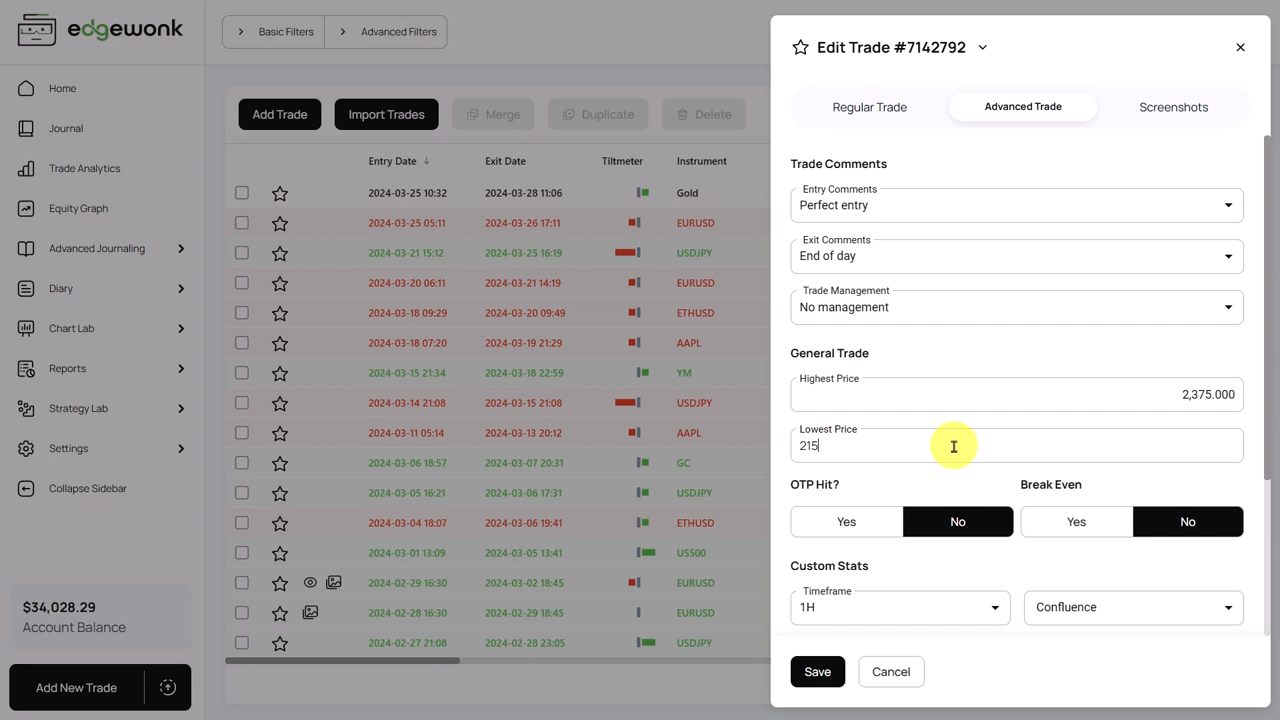 edgewonk
Home
Journal
Trade Analytics
Equity Graph
Advanced Journaling
Diary
Chart Lab
Reports
Strategy Lab
Settings
Collapse Sidebar
$34,028.29
Account Balance
Add New Trade
Basic Filters
Advanced Filters
Add Trade
Import Trades
Merge
Duplicate
Delete
Entry Date Exit Date Tiltmeter Instrument
2024-03-25 10:32 2024-03-28 11:06 Gold
2024-03-25 05:11 2024-03-26 17:11 EURUSD
2024-03-21 15:12 2024-03-25 16:19 USDJPY
2024-03-20 06:11 2024-03-21 14:19 EURUSD
2024-03-18 09:29 2024-03-20 09:49 ETHUSD
2024-03-18 07:20 2024-03-19 21:29 AAPL
2024-03-15 21:34 2024-03-18 22:59 YM
2024-03-14 21:08 2024-03-15 21:08 USDJPY
2024-03-11 05:14 2024-03-13 20:12 AAPL
2024-03-06 18:57 2024-03-07 20:31 GC
2024-03-05 16:21 2024-03-06 17:31 USDJPY
2024-03-04 18:07 2024-03-06 19:41 ETHUSD
2024-03-01 13:09 2024-03-05 13:41 US500
2024-02-29 16:30 2024-03-02 18:45 EURUSD
2024-02-28 16:30 2024-02-29 18:45 EURUSD
2024-02-27 21:08 2024-02-28 23:05 USDJPY
Edit Trade #7142792
Regular Trade
Advanced Trade
Screenshots
Trade Comments
Entry Comments
Perfect entry
Exit Comments
End of day
Trade Management
No management
General Trade
Highest Price
2,375.000
Lowest Price
215
OTP Hit? Break Even
Yes No Yes No
Custom Stats
Timeframe
1H
Confluence
Save
Cancel